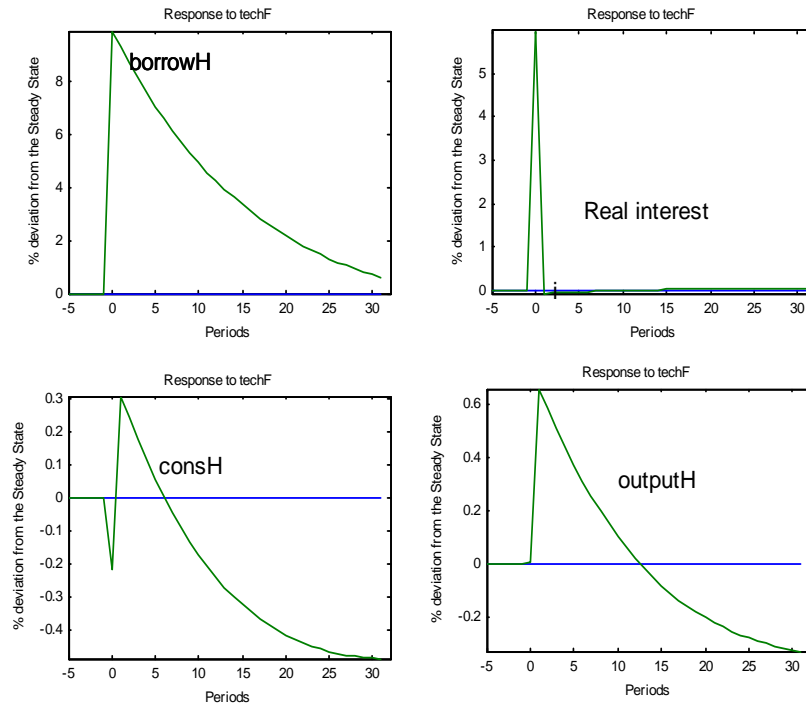 Response to techF
% deviation from the Steady State
8
6
4
2
0
borrowH
-5 0 5 10 15 20 25 30
Periods
Response to techF
% deviation from the Steady State
5
4
3
2
1
0
Real interest
-5 0 5 10 15 20 25 30
Periods
Response to techF
% deviation from the Steady State
0.3
0.2
0.1
0
-0.1
-0.2
-0.3
-0.4
consH
-5 0 5 10 15 20 25 30
Periods
Response to techF
% deviation from the Steady State
0.6
0.4
0.2
0
-0.2
outputH
-5 0 5 10 15 20 25 30
Periods